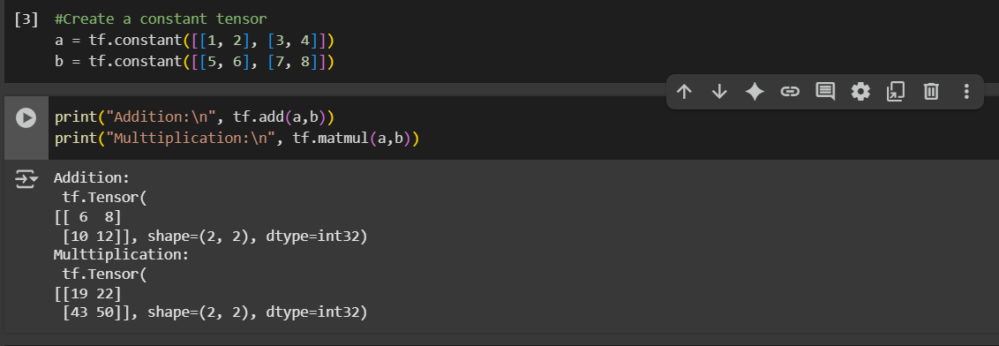 [3] #Create a constant tensor
a = tf.constant([[1, 2], [3, 4]])
b = tf.constant([[5, 6], [7, 8]])
print("Addition:\n", tf.add(a,b))
print("Multtiplication:\n", tf.matmul(a,b))
Addition:
 tf.Tensor(
[[ 6  8]
 [10 12]], shape=(2, 2), dtype=int32)
Multtiplication:
 tf.Tensor(
[[19 22]
 [43 50]], shape=(2, 2), dtype=int32)